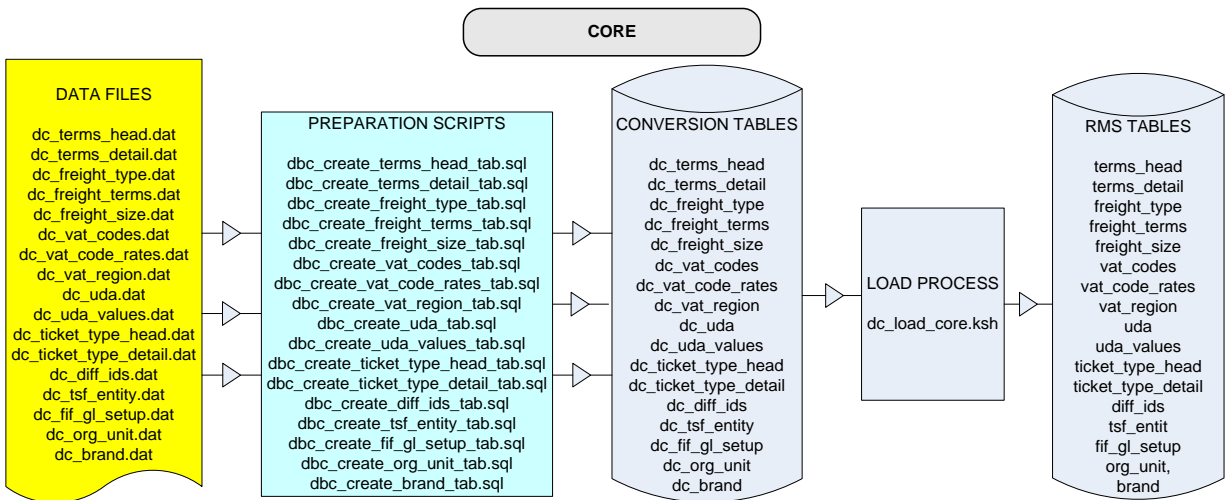 CORE
DATA FILES
dc_terms_head.dat
dc_terms_detail.dat
dc_freight_type.dat
dc_freight_terms.dat
dc_freight_size.dat
dc_vat_codes.dat
dc_vat_code_rates.dat
dc_vat_region.dat
dc_uda.dat
dc_uda_values.dat
dc_ticket_type_head.dat
dc_ticket_type_detail.dat
dc_diff_ids.dat
dc_tsf_entity.dat
dc_fif_gl_setup.dat
dc_org_unit.dat
dc_brand.dat
PREPARATION SCRIPTS
dbc_create_terms_head_tab.sql
dbc_create_terms_detail_tab.sql
dbc_create_freight_type_tab.sql
dbc_create_freight_terms_tab.sql
dbc_create_freight_size_tab.sql
dbc_create_vat_codes_tab.sql
dbc_create_vat_code_rates_tab.sql
dbc_create_vat_region_tab.sql
dbc_create_uda_tab.sql
dbc_create_uda_values_tab.sql
dbc_create_ticket_type_head_tab.sql
dbc_create_ticket_type_detail_tab.sql
dbc_create_diff_ids_tab.sql
dbc_create_tsf_entity_tab.sql
dbc_create_fif_gl_setup_tab.sql
dbc_create_org_unit_tab.sql
dbc_create_brand_tab.sql
CONVERSION TABLES
dc_terms_head
dc_terms_detail
dc_freight_type
dc_freight_terms
dc_freight_size
dc_vat_codes
dc_vat_code_rates
dc_vat_region
dc_uda
dc_uda_values
dc_ticket_type_head
dc_ticket_type_detail
dc_diff_ids
dc_tsf_entity
dc_fif_gl_setup
dc_org_unit
dc_brand
LOAD PROCESS
dc_load_core.ksh
RMS TABLES
terms_head
terms_detail
freight_type
freight_terms
freight_size
vat_codes
vat_code_rates
vat_region
uda
uda_values
ticket_type_head
ticket_type_detail
diff_ids
tsf_entit
fif_gl_setup
org_unit,
brand